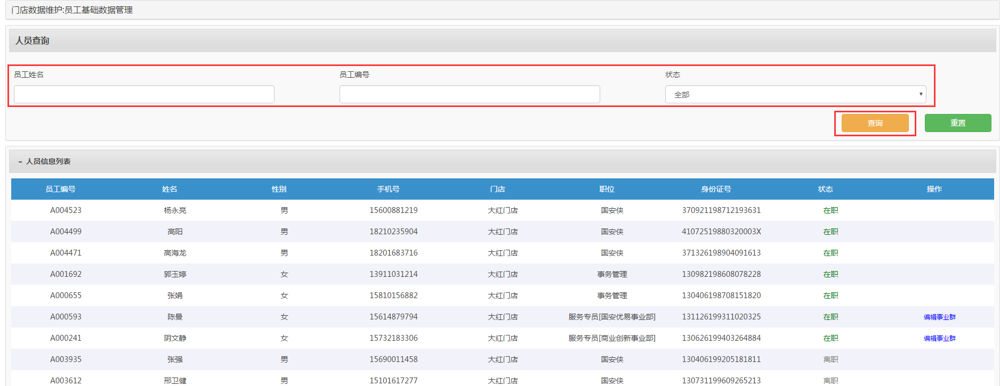 门店数据维护:员工基础数据管理
人员查询
员工姓名 员工编号 状态
全部
查询 重置
- 人员信息列表
员工编号 姓名 性别 手机号 门店 职位 身份证号 状态 操作
A004523 杨永亮 男 15600881219 大红门店 国安侠 370921198712193631 在职
A004499 高阳 男 18210235904 大红门店 国安侠 41072519880320003X 在职
A004471 高海龙 男 18201683716 大红门店 国安侠 371326198904091613 在职
A001692 郭玉婷 女 13911031214 大红门店 事务管理 130982198608078228 在职
A000655 张娟 女 15810156882 大红门店 事务管理 130406198708151820 在职
A000593 陈曼 女 15614879794 大红门店 服务专员[国安优易事业部] 131126199311020325 在职 编辑事业群
A000241 阴文静 女 15732183306 大红门店 服务专员[商业创新事业部] 130626199403264884 在职 编辑事业群
A003935 张强 男 15690011458 大红门店 国安侠 130406199205181811 离职
A003612 邢卫健 男 15101617277 大红门店 国安侠 130731199609265213 离职